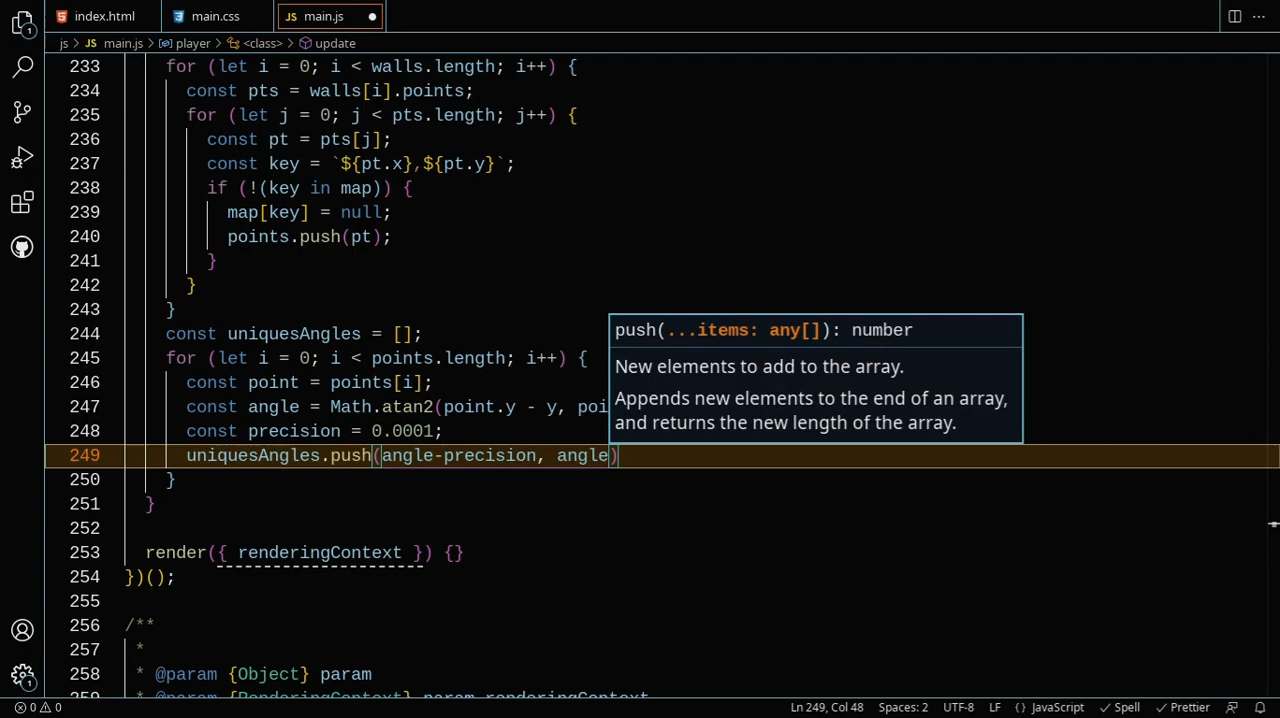 1
index.html
main.css
JS main.js
js > JS main.js > player > <class> > update
233 for (let i = 0; i < walls.length; i++) {
234 const pts = walls[i].points;
235 for (let j = 0; j < pts.length; j++) {
236 const pt = pts[j];
237 const key = `${pt.x},${pt.y}`;
238 if (!(key in map)) {
239 map[key] = null;
240 points.push(pt);
241 }
242 }
243 }
244 const uniquesAngles = [];
245 for (let i = 0; i < points.length; i++) {
246 const point = points[i];
247 const angle = Math.atan2(point.y - y, poi
248 const precision = 0.0001;
249 uniquesAngles.push(angle-precision, angle)
push(...items: any[]): number
New elements to add to the array.
Appends new elements to the end of an array,
and returns the new length of the array.
250 }
251 }
252
253 render({ renderingContext }) {}
254 })();
255
256 /**
257 *
258 * @param {Object} param
259 * @param {RenderingContext} param.renderingContext
1
0 0
Ln 249, Col 48
Spaces: 2
UTF-8
LF
{} JavaScript
Spell
Prettier